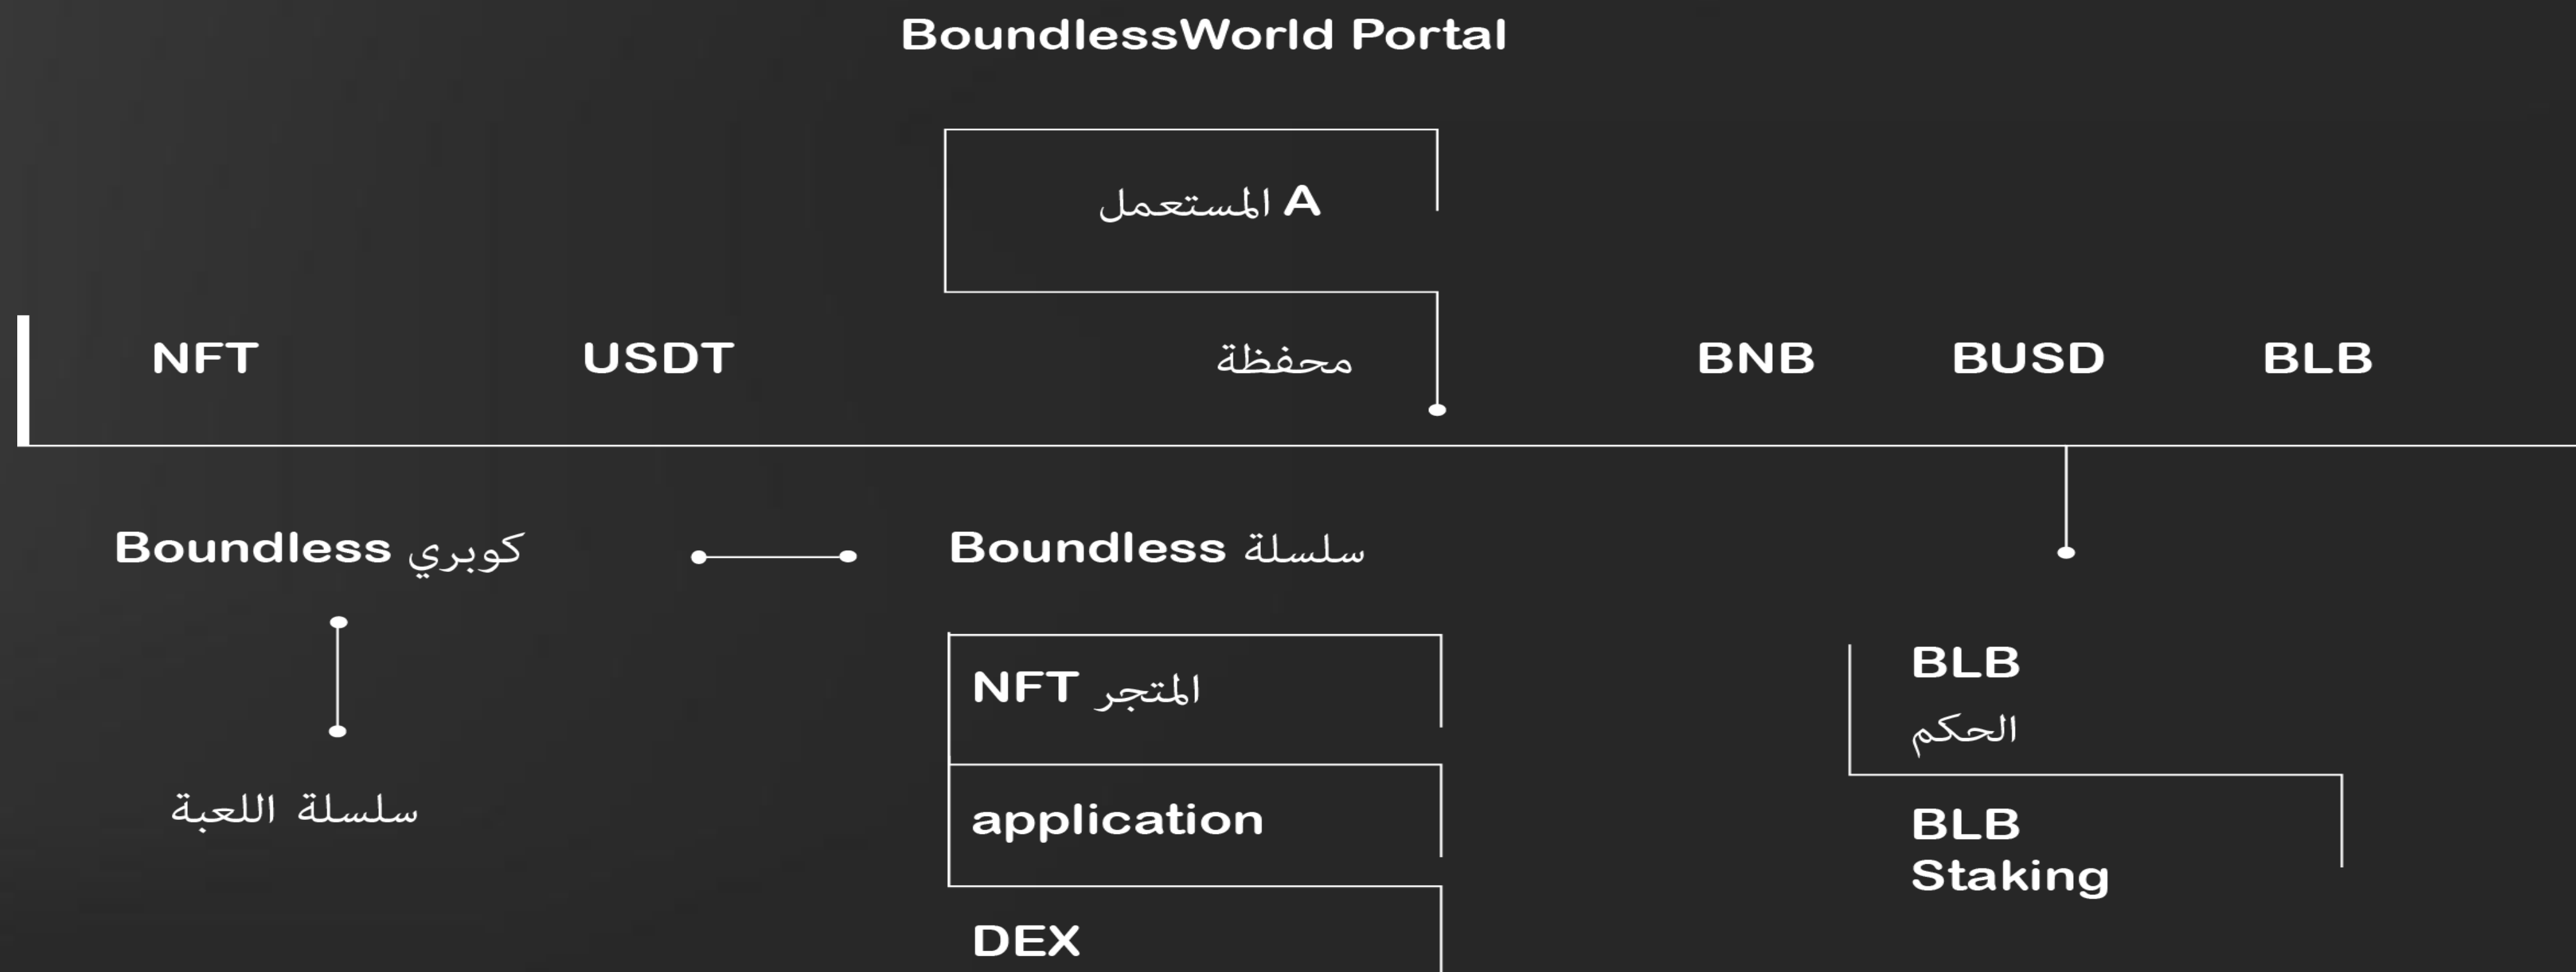 BoundlessWorld Portal
A المستعمل
NFT
USDT
محفظة
BNB
BUSD
BLB
Boundless كوبري
Boundless سلسلة
NFT المتجر
BLB
الحكم
سلسلة اللعبة
application
BLB
Staking
DEX